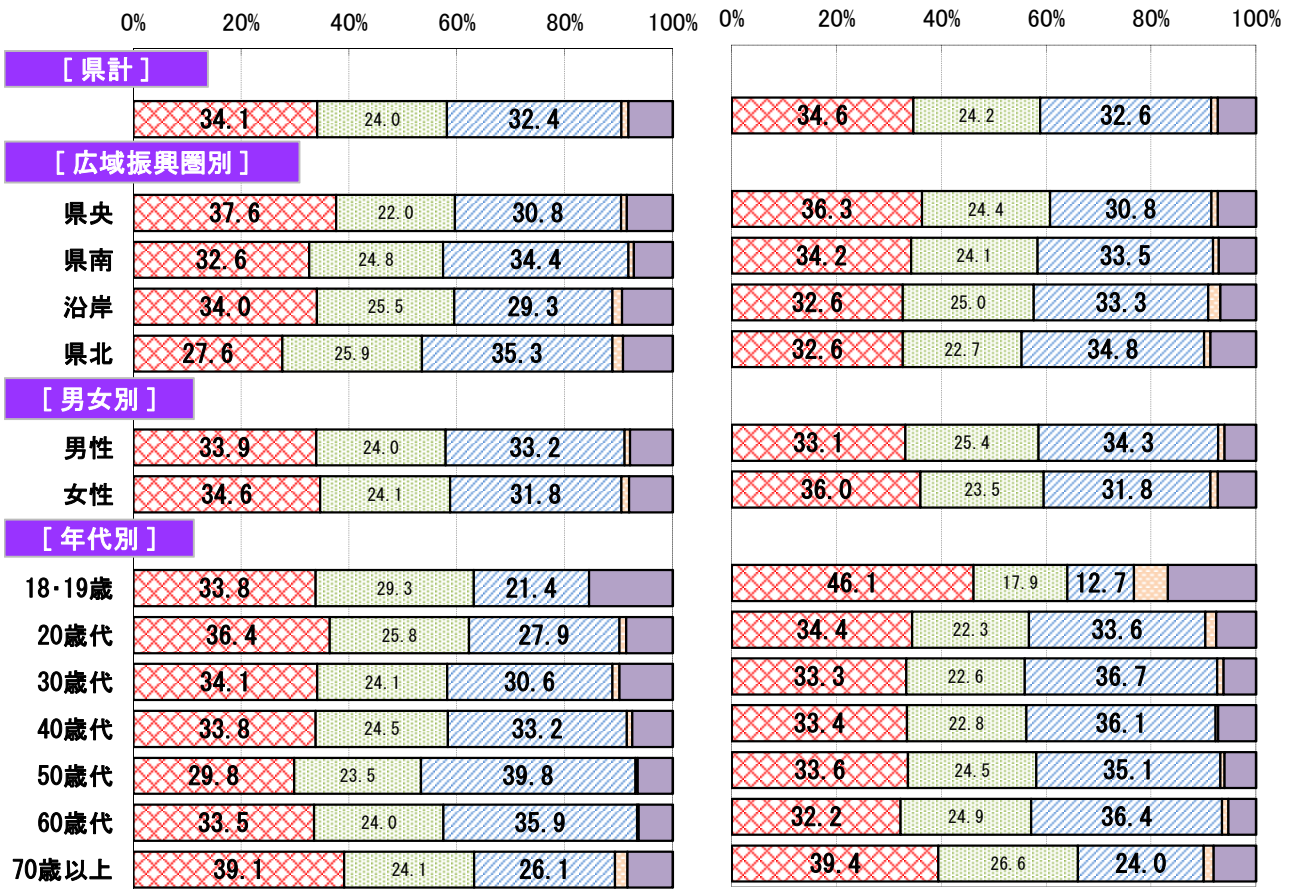 0% 20% 40% 60% 80% 100% 0% 20% 40% 60% 80% 100%
[ 県計 ]
34.1 24.0 32.4 34.6 24.2 32.6
[ 広域振興圏別 ]
県央 37.6 22.0 30.8 36.3 24.4 30.8
県南 32.6 24.8 34.4 34.2 24.1 33.5
沿岸 34.0 25.5 29.3 32.6 25.0 33.3
県北 27.6 25.9 35.3 32.6 22.7 34.8
[ 男女別 ]
男性 33.9 24.0 33.2 33.1 25.4 34.3
女性 34.6 24.1 31.8 36.0 23.5 31.8
[ 年代別 ]
18･19歳 33.8 29.3 21.4 46.1 17.9 12.7
20歳代 36.4 25.8 27.9 34.4 22.3 33.6
30歳代 34.1 24.1 30.6 33.3 22.6 36.7
40歳代 33.8 24.5 33.2 33.4 22.8 36.1
50歳代 29.8 23.5 39.8 33.6 24.5 35.1
60歳代 33.5 24.0 35.9 32.2 24.9 36.4
70歳以上 39.1 24.1 26.1 39.4 26.6 24.0